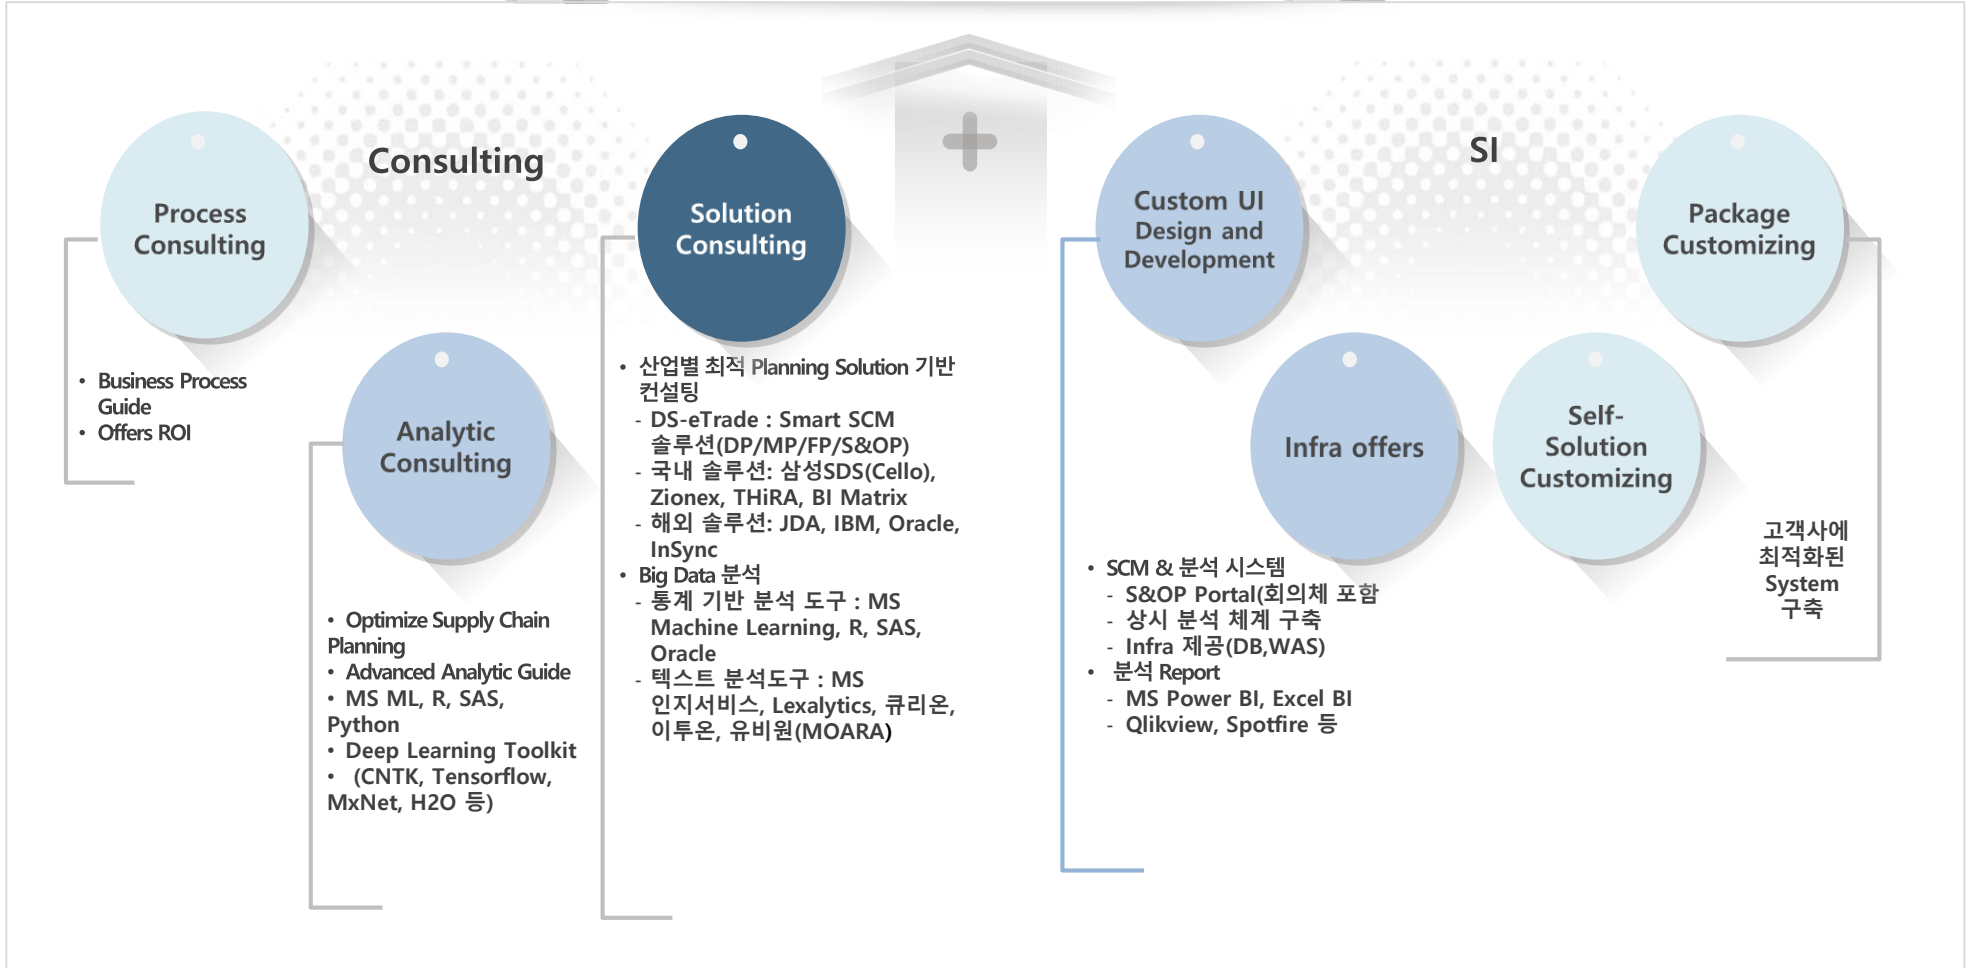 Consulting
Process
Consulting
• Business Process
Guide
• Offers ROI
Analytic
Consulting
• Optimize Supply Chain
Planning
• Advanced Analytic Guide
• MS ML, R, SAS,
Python
• Deep Learning Toolkit
• (CNTK, Tensorflow,
MxNet, H2O 등)
Solution
Consulting
• 산업별 최적 Planning Solution 기반
컨설팅
- DS-eTrade : Smart SCM
솔루션(DP/MP/FP/S&OP)
- 국내 솔루션: 삼성SDS(Cello),
Zionex, THiRA, BI Matrix
- 해외 솔루션: JDA, IBM, Oracle,
InSync
• Big Data 분석
- 통계 기반 분석 도구 : MS
Machine Learning, R, SAS,
Oracle
- 텍스트 분석도구 : MS
인지서비스, Lexalytics, 큐리온,
이투온, 유비원(MOARA)
SI
Custom UI
Design and
Development
Infra offers
• SCM & 분석 시스템
- S&OP Portal(회의체 포함
- 상시 분석 체계 구축
- Infra 제공(DB,WAS)
• 분석 Report
- MS Power BI, Excel BI
- Qlikview, Spotfire 등
Self-
Solution
Customizing
Package
Customizing
고객사에
최적화된
System
구축